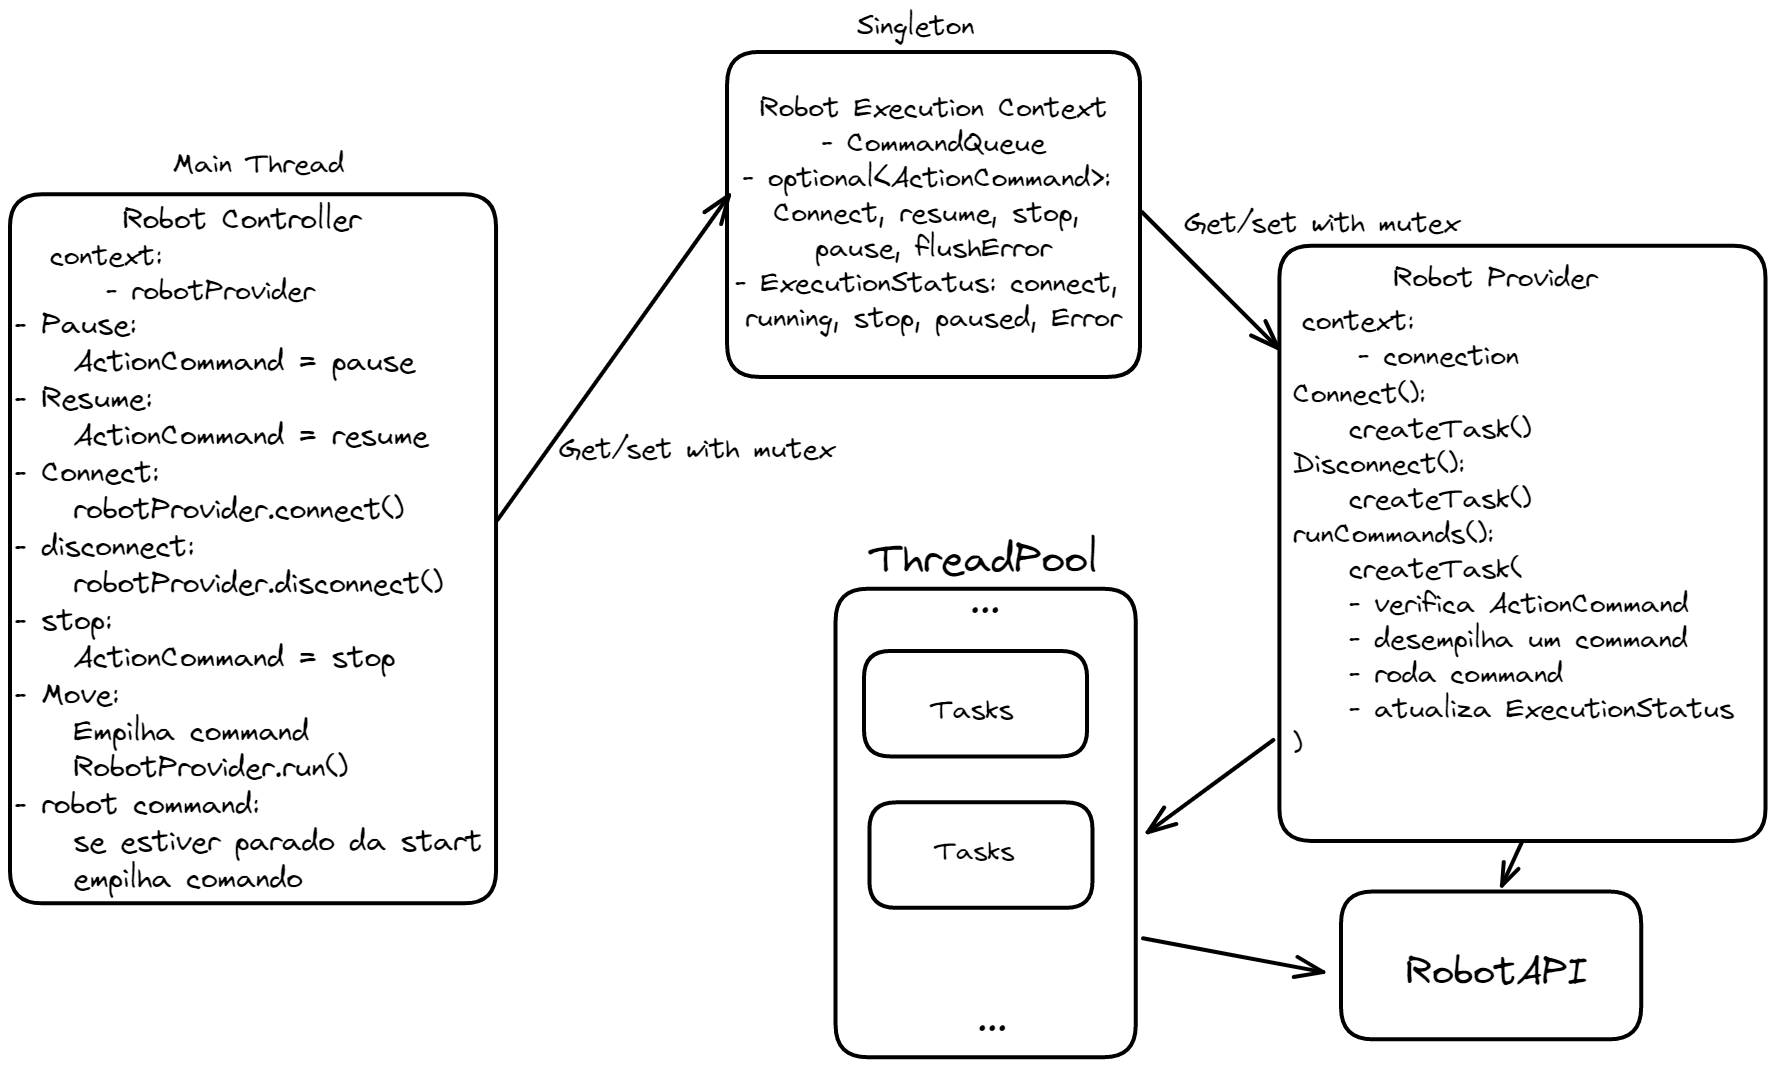 Singleton
Robot Execution Context
- CommandQueue
- optional<ActionCommand>:
Connect, resume, stop,
pause, flushError
- ExecutionStatus: connect,
running, stop, paused, Error
Main Thread
Robot Controller
context:
- robotProvider
- Pause:
ActionCommand = pause
- Resume:
ActionCommand = resume
- Connect:
robotProvider.connect()
- disconnect:
robotProvider.disconnect()
- stop:
ActionCommand = stop
- Move:
Empilha command
RobotProvider.run()
- robot command:
se estiver parado da start
empilha comando
Get/set with mutex
Get/set with mutex
Robot Provider
context:
- connection
Connect():
createTask()
Disconnect():
createTask()
runCommands():
createTask(
- verifica ActionCommand
- desempilha um command
- roda command
- atualiza ExecutionStatus
)
ThreadPool
...
Tasks
Tasks
...
RobotAPI